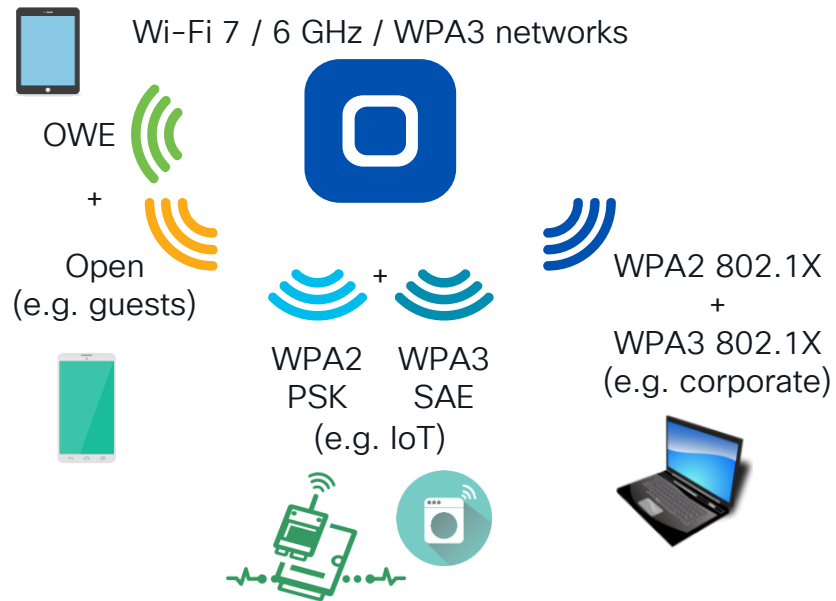 Wi-Fi 7 / 6 GHz / WPA3 networks
OWE
+
Open
(e.g. guests)
+
WPA2
PSK
WPA3
SAE
(e.g. IoT)
WPA2 802.1X
+
WPA3 802.1X
(e.g. corporate)